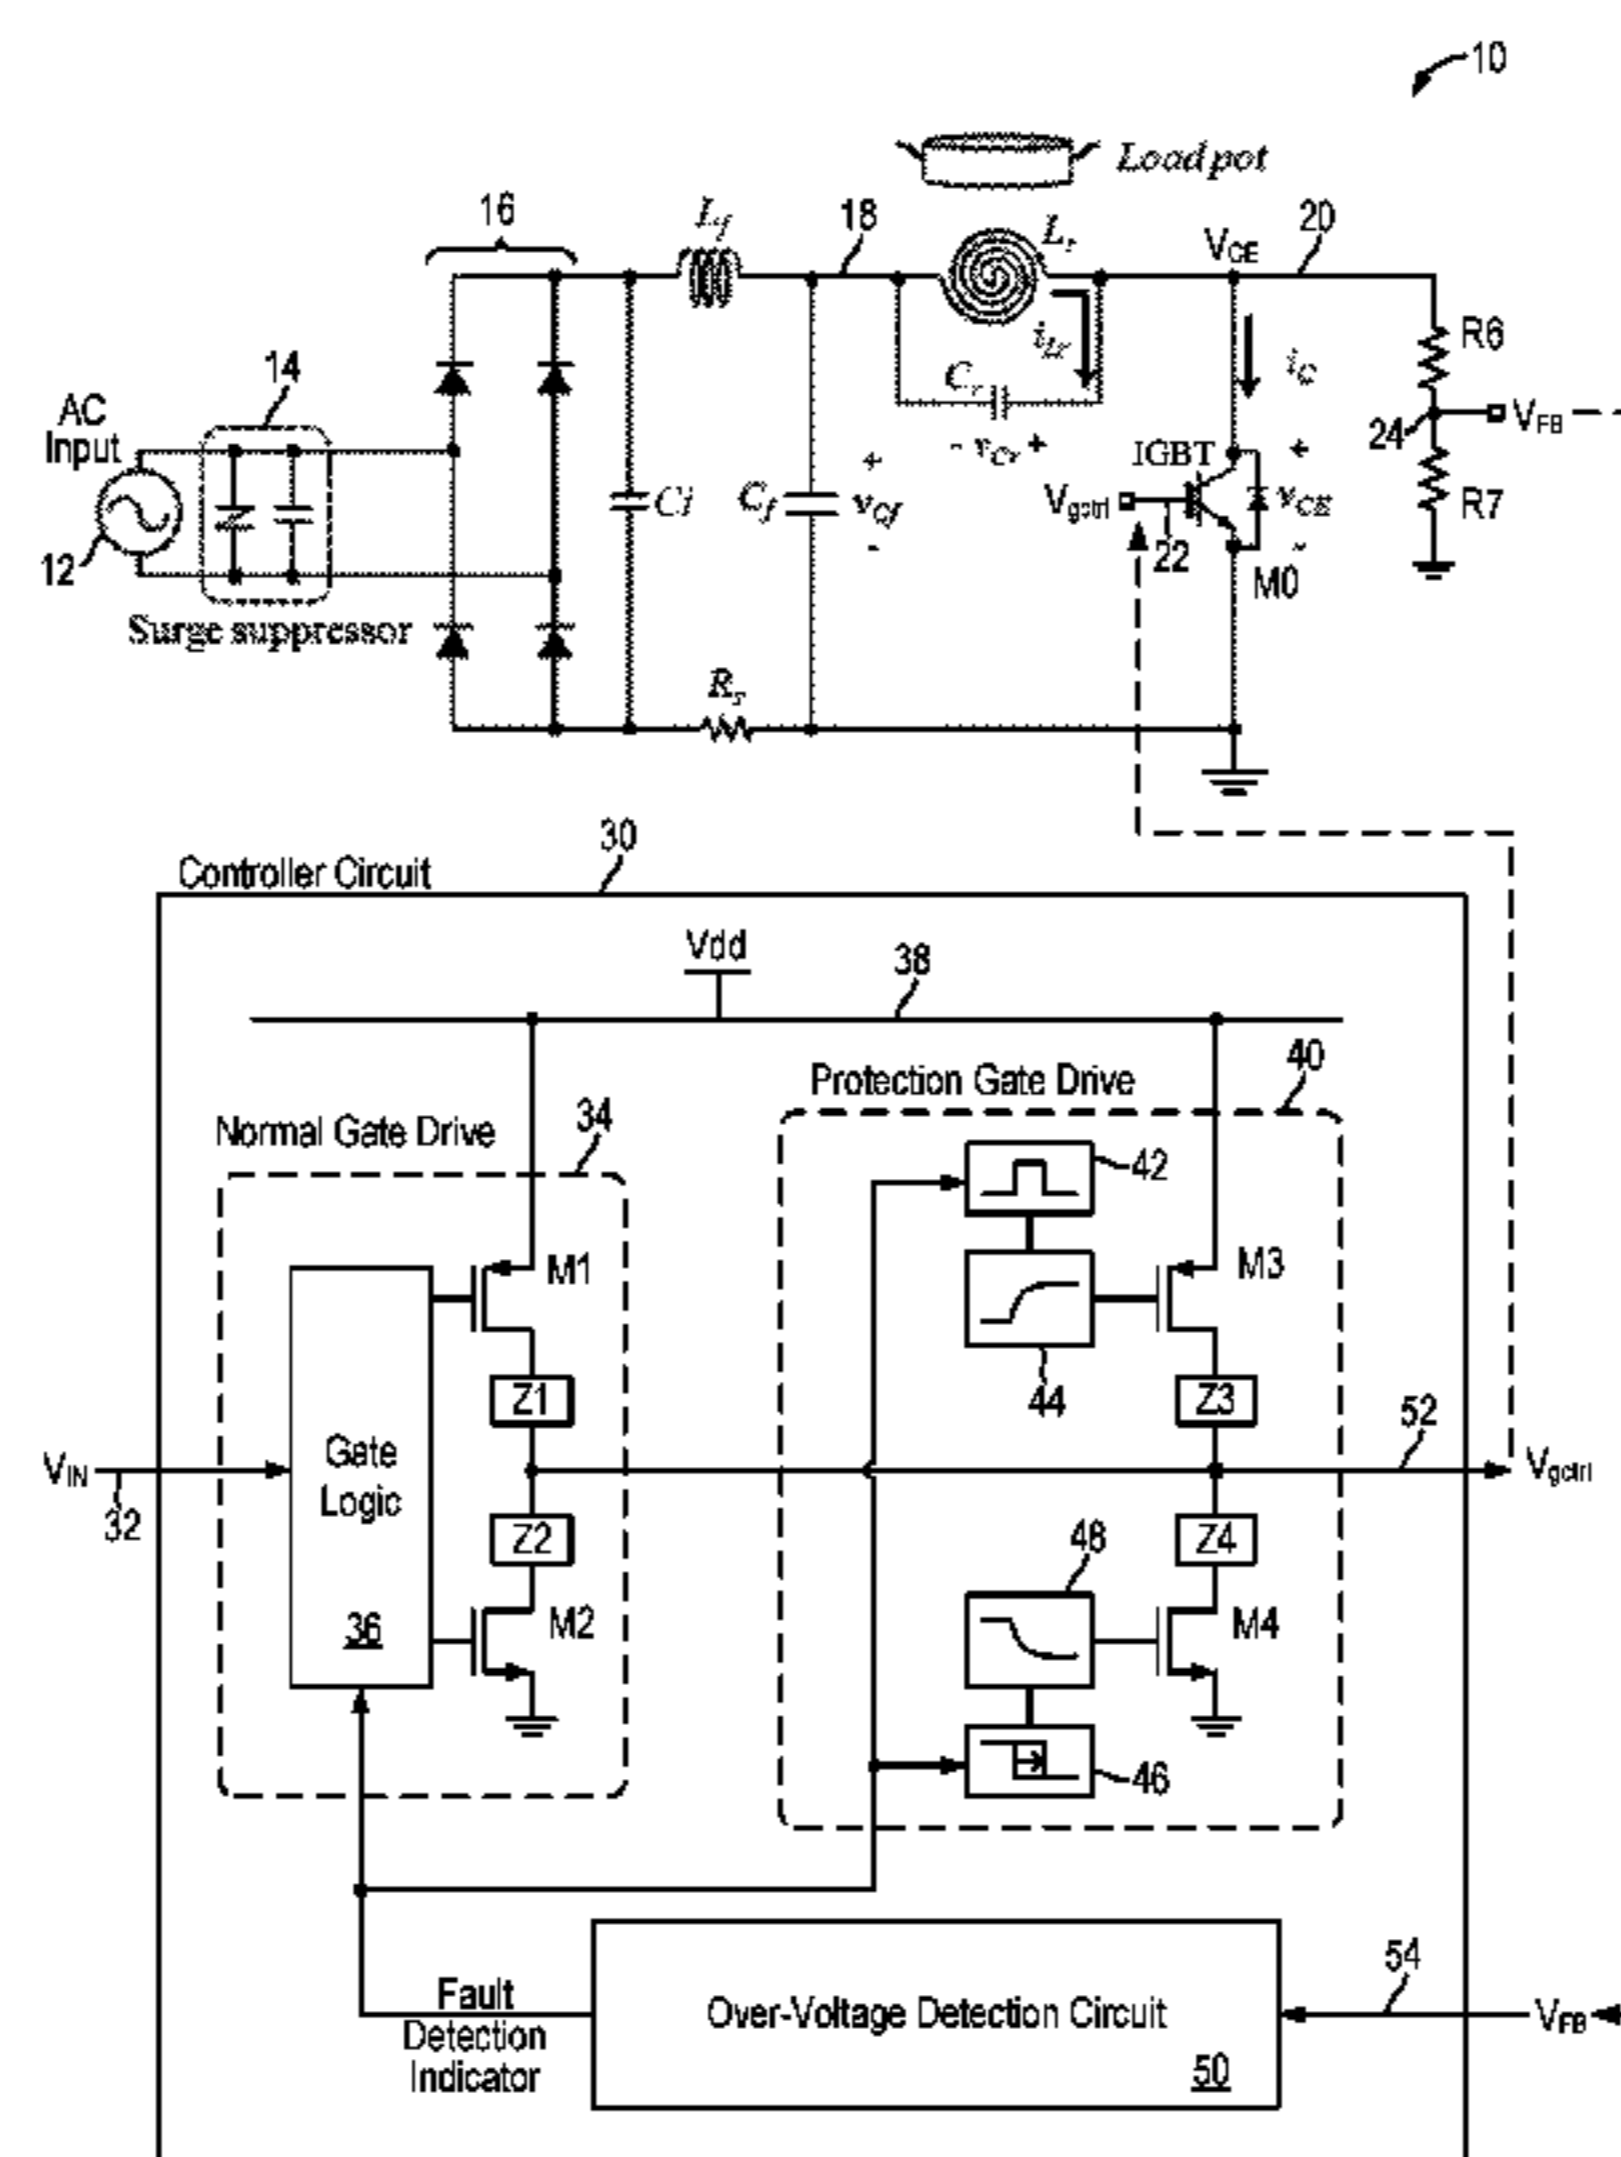 10
Load pot
16
Lf
18
Lr
VCE
20
14
iLr
iC
R6
AC
Input
Cr
24
VFB
- vCr +
IGBT
+
+
Ci
Cf
vCf
Vgctrl
vCE
R7
12
-
22
-
M0
Surge suppressor
Rs
30
Controller Circuit
Vdd
38
40
Protection Gate Drive
34
Normal Gate Drive
42
M1
M3
44
Z1
Z3
52
VIN
Gate
Logic
Vgctrl
32
Z2
48
Z4
36
M2
M4
46
54
Fault
Detection
Indicator
Over-Voltage Detection Circuit
VFB
50